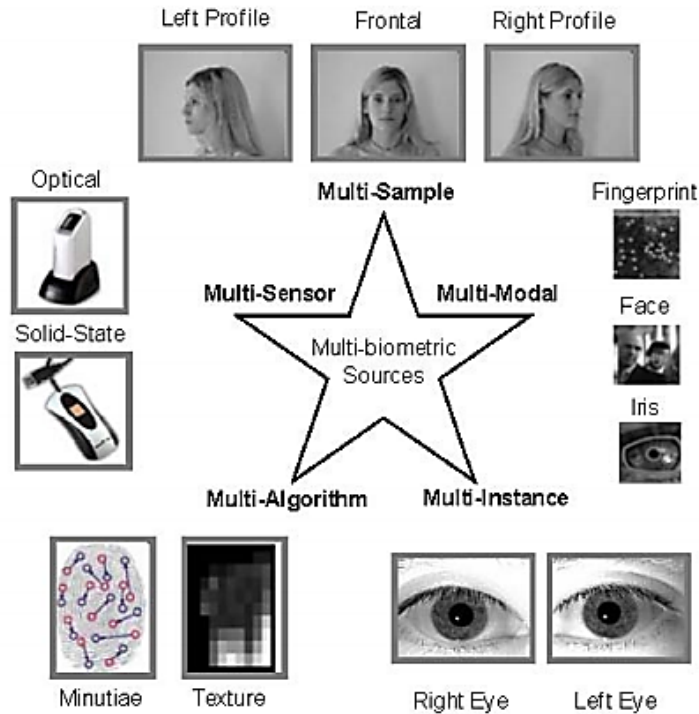 Left Profile
Frontal
Right Profile
Optical
Multi-Sample
Fingerprint
Multi-Sensor
Multi-Modal
Solid-State
Face
Multi-biometric
Sources
Iris
Multi-Algorithm
Multi-Instance
Minutiae
Texture
Right Eye
Left Eye